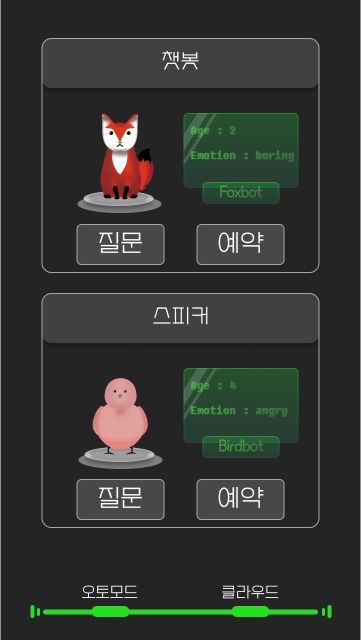 챗봇
Age : 2
Emotion : boring
Foxbot
질문
예약
스피커
Age : 4
Emotion : angry
Birdbot
질문
예약
오토모드
클라우드